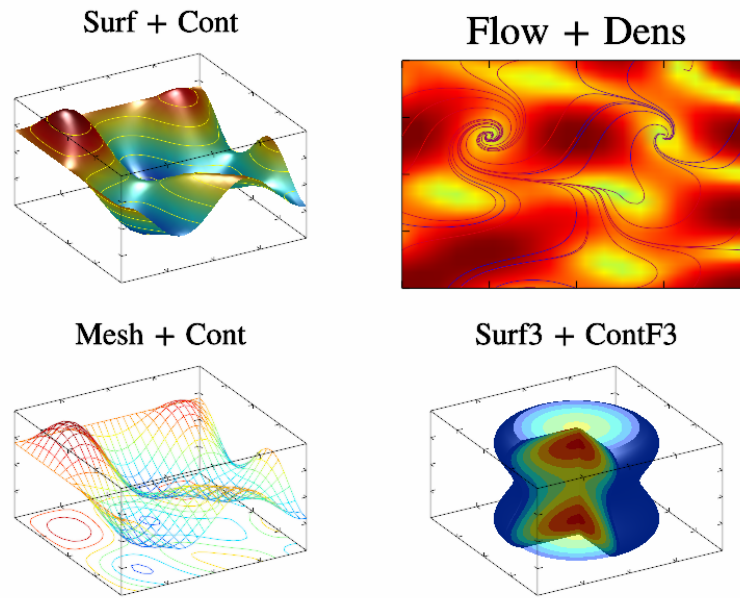 Surf + Cont
Flow + Dens
Mesh + Cont
Surf3 + ContF3